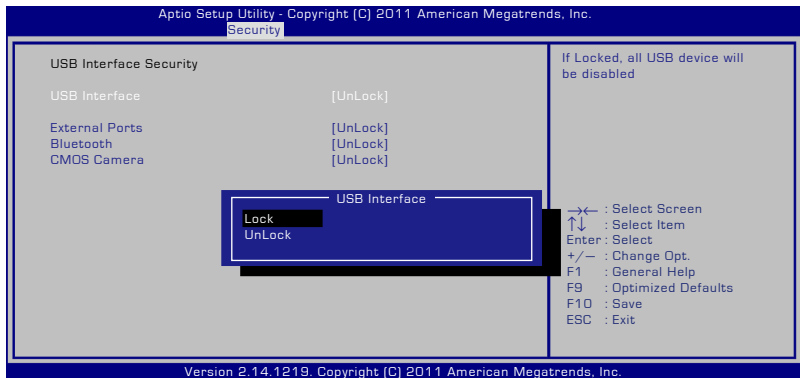 Aptio Setup Utility - Copyright (C) 2011 American Megatrends, Inc.
Security
USB Interface Security
USB Interface [UnLock]
External Ports [UnLock]
Bluetooth [UnLock]
CMOS Camera [UnLock]
USB Interface
Lock
UnLock
If Locked, all USB device will
be disabled
→← : Select Screen
↑↓ : Select Item
Enter : Select
+/— : Change Opt.
F1 : General Help
F9 : Optimized Defaults
F10 : Save
ESC : Exit
Version 2.14.1219. Copyright (C) 2011 American Megatrends, Inc.